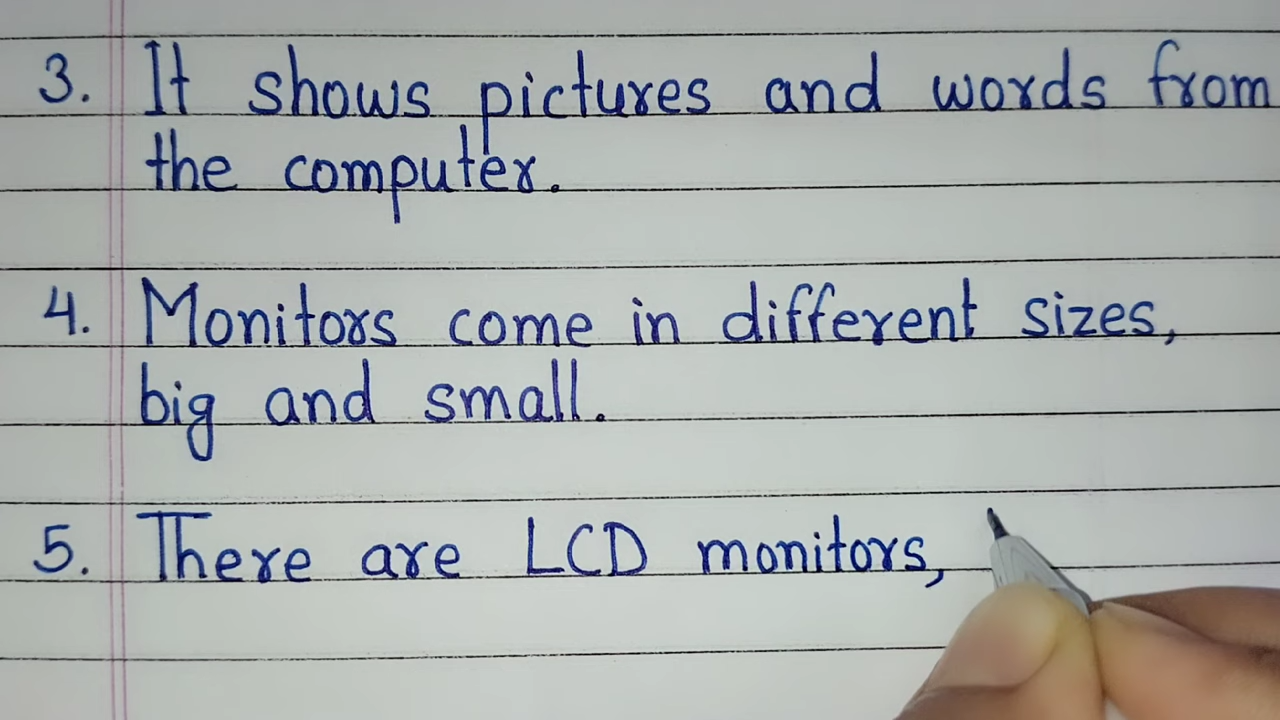 3. It shows pictures and words from
the computer.
4. Monitors come in different sizes,
big and small.
5. There are LCD monitors,